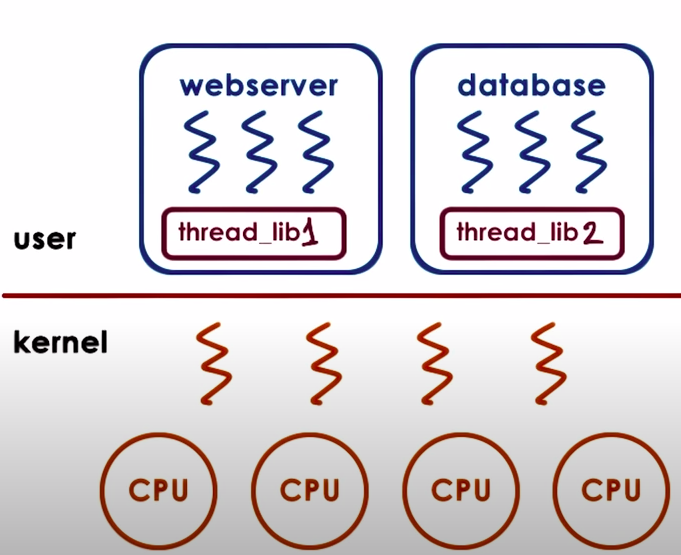 webserver
database
thread_lib1
thread_lib2
user
kernel
CPU
CPU
CPU
CPU